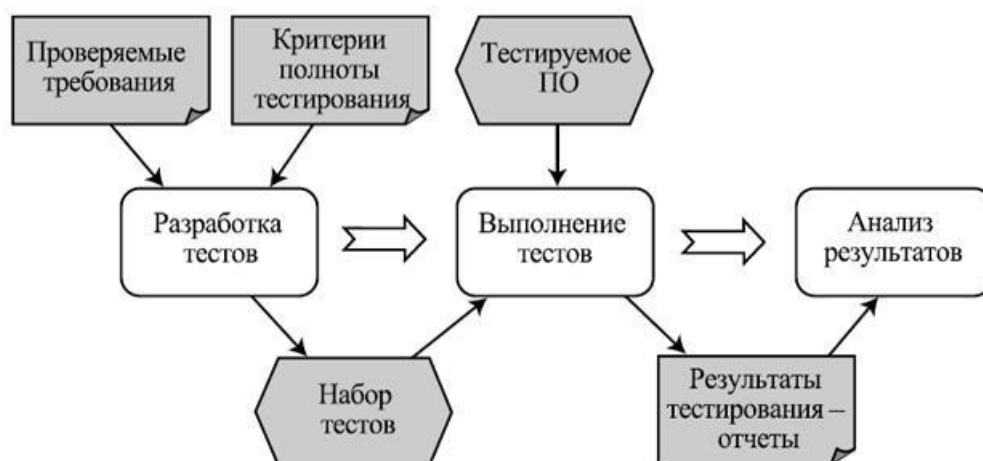 Проверяемые
требования
Критерии
полноты
тестирования
Тестируемое
ПО
Разработка
тестов
Выполнение
тестов
Анализ
результатов
Набор
тестов
Результаты
тестирования –
отчеты